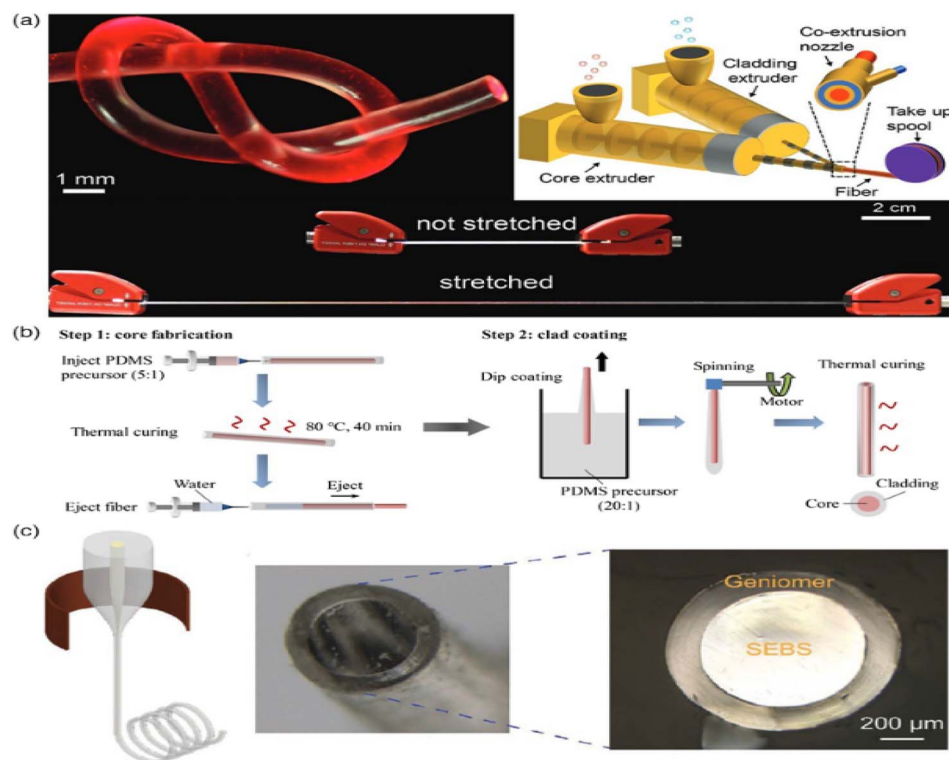 (a)
1 mm
Co-extrusion
nozzle
Cladding
extruder
Take up
spool
Core extruder
Fiber
2 cm
not stretched
stretched
(b)
Step 1: core fabrication
Step 2: clad coating
Inject PDMS
precursor (5:1)
Thermal curing
80 °C, 40 min
Water
Eject
Eject fiber
Dip coating
PDMS precursor
(20:1)
Spinning
Motor
Thermal curing
Cladding
Core
(c)
Geniomer
SEBS
200 µm